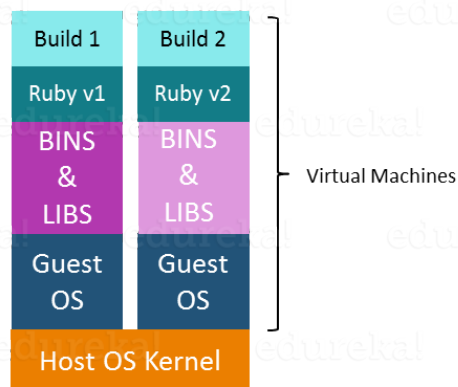 Build 1
Build 2
Ruby v1
Ruby v2
BINS
&
LIBS
BINS
&
LIBS
Virtual Machines
Guest
OS
Guest
OS
Host OS Kernel
edureka!